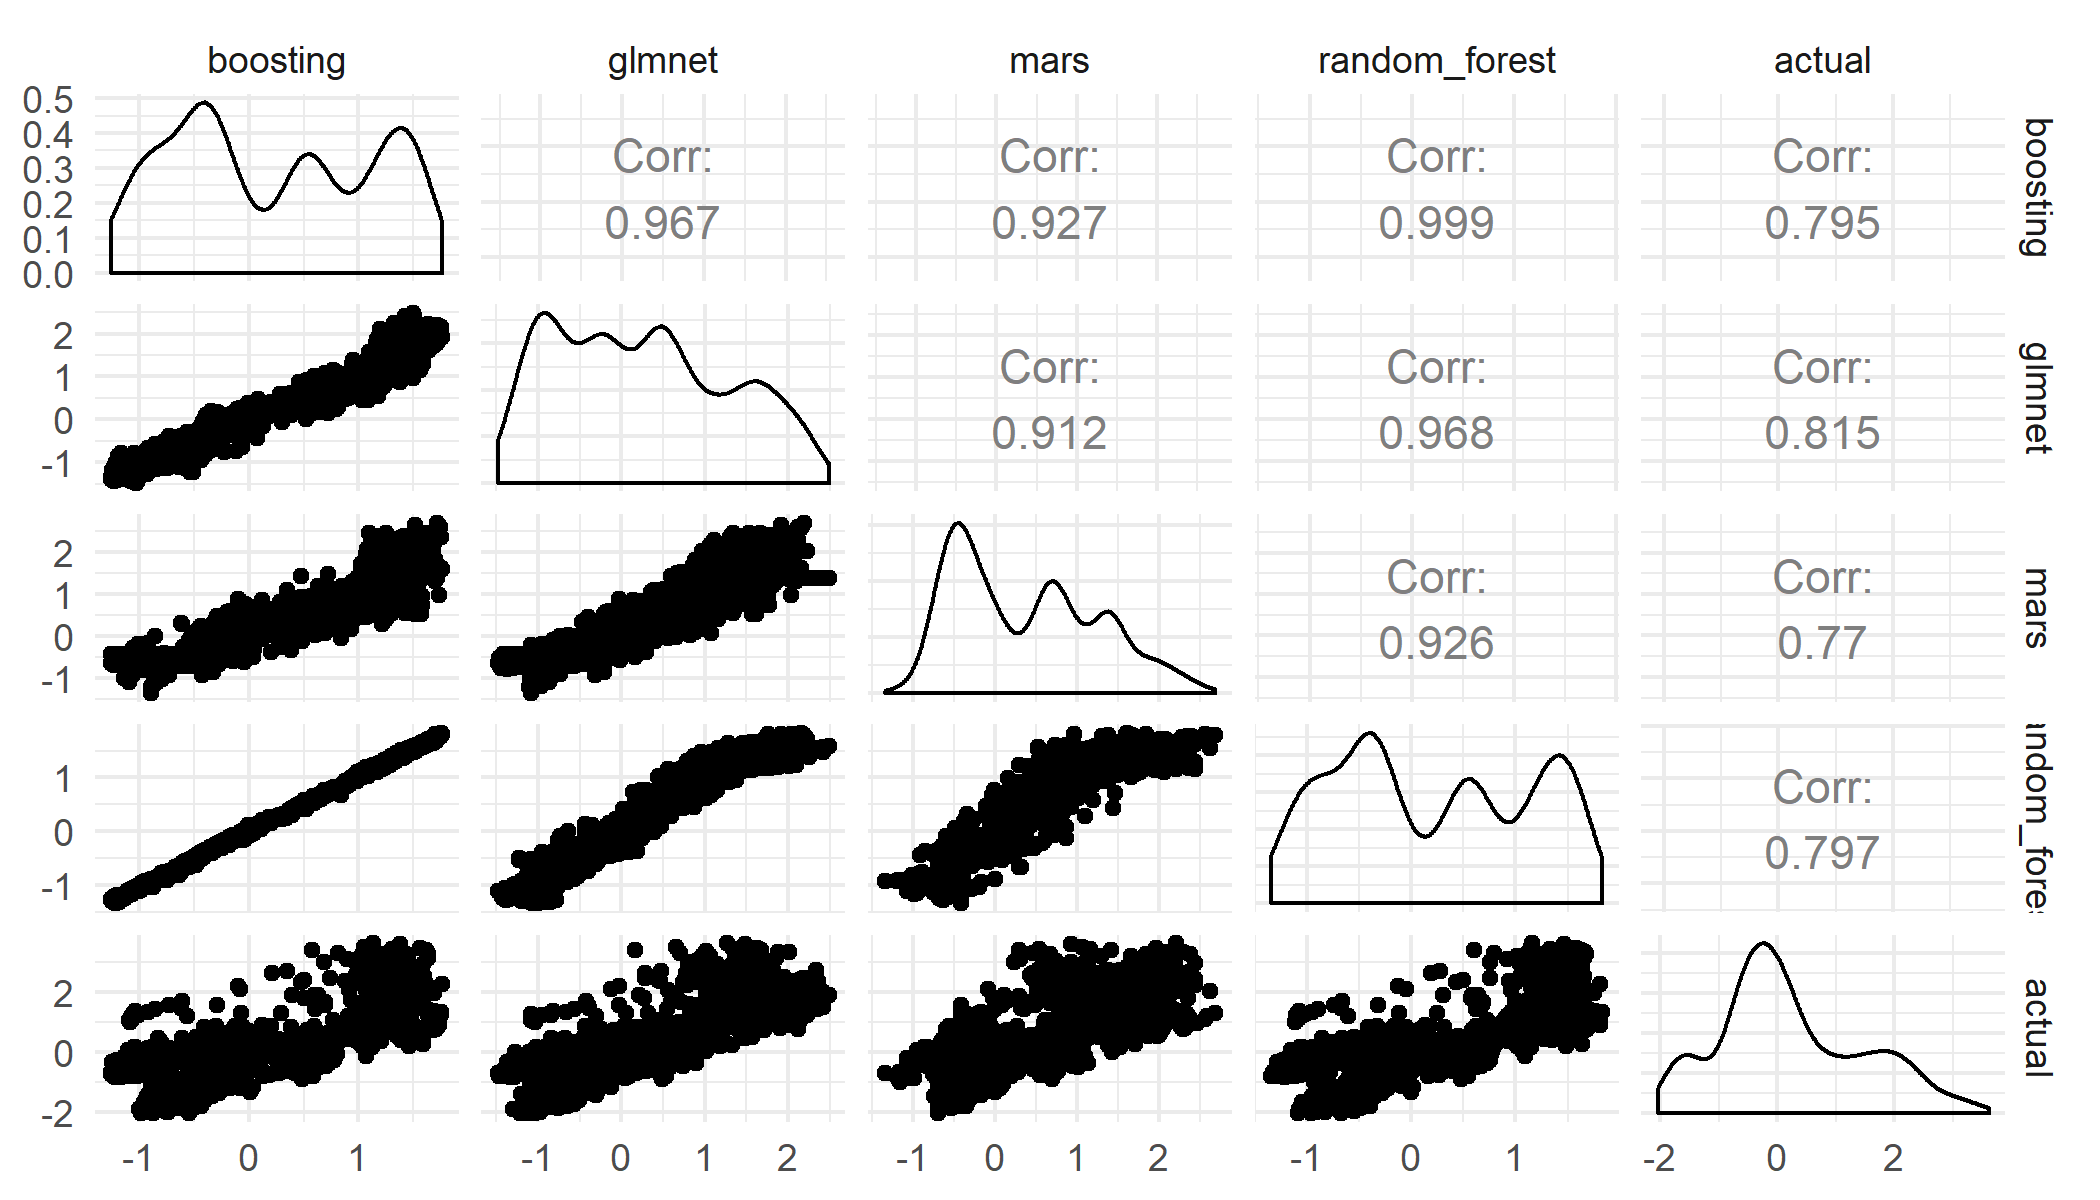 boosting glmnet mars random_forest actual
0.5
0.4
0.3
0.2
0.1
0.0
Corr: Corr: Corr: Corr:
0.967 0.927 0.999 0.795
boosting
2
1
0
-1
Corr: Corr: Corr:
0.912 0.968 0.815
glmnet
2
1
0
-1
Corr: Corr:
0.926 0.77
mars
1
0
-1
Corr:
0.797
ndom_fores
2
0
-2
actual
-1 0 1 -1 0 1 2 -1 0 1 2 -1 0 1 -2 0 2